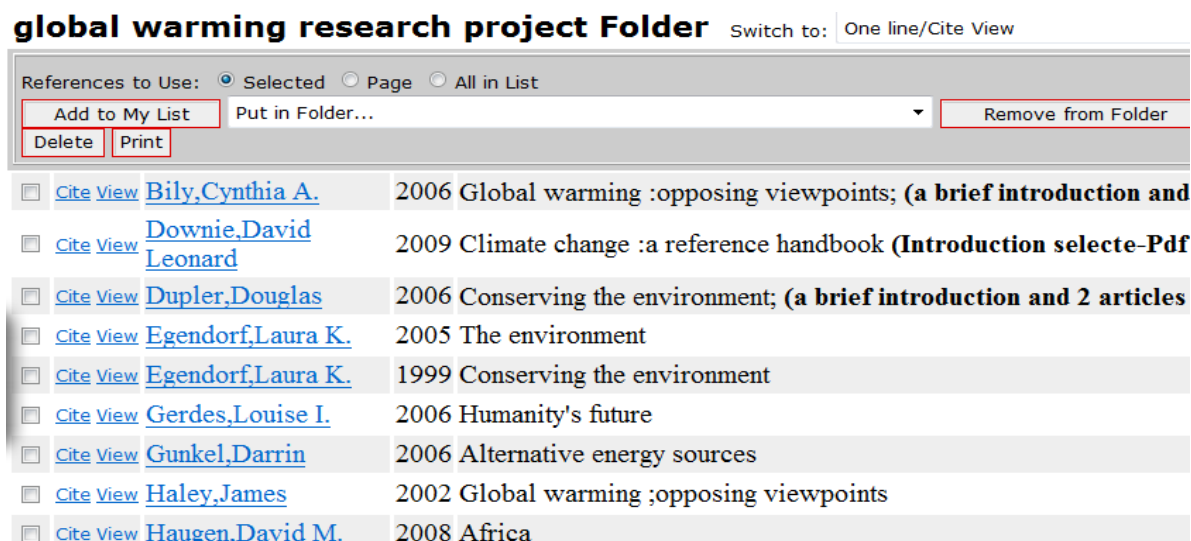 global warming research project Folder Switch to: One line/Cite View
References to Use: Selected Page All in List
Add to My List Put in Folder... Remove from Folder
Delete Print
Cite View Bily,Cynthia A. 2006 Global warming :opposing viewpoints; (a brief introduction and
Cite View Downie,David Leonard 2009 Climate change :a reference handbook (Introduction selecte-Pdf
Cite View Dupler,Douglas 2006 Conserving the environment; (a brief introduction and 2 articles
Cite View Egendorf,Laura K. 2005 The environment
Cite View Egendorf,Laura K. 1999 Conserving the environment
Cite View Gerdes,Louise I. 2006 Humanity's future
Cite View Gunkel,Darrin 2006 Alternative energy sources
Cite View Haley,James 2002 Global warming ;opposing viewpoints
Cite View Haugen,David M. 2008 Africa